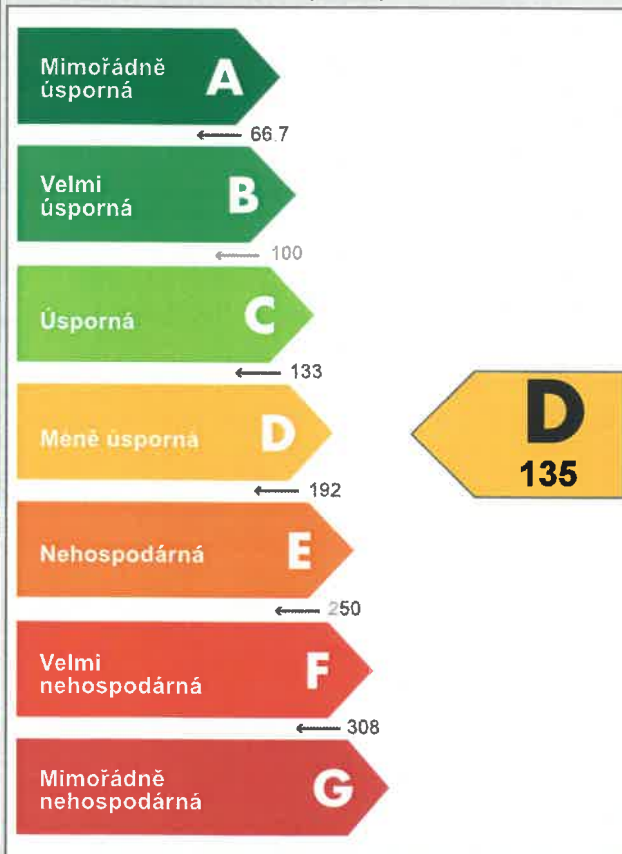 Mimořádně
úsporná
A
← 66.7
Velmi
úsporná
B
← 100
Úsporná
C
← 133
Méně úsporná
D
← 192
D
135
Nehospodárná
E
← 250
Velmi
nehospodárná
F
← 308
Mimořádně
nehospodárná
G